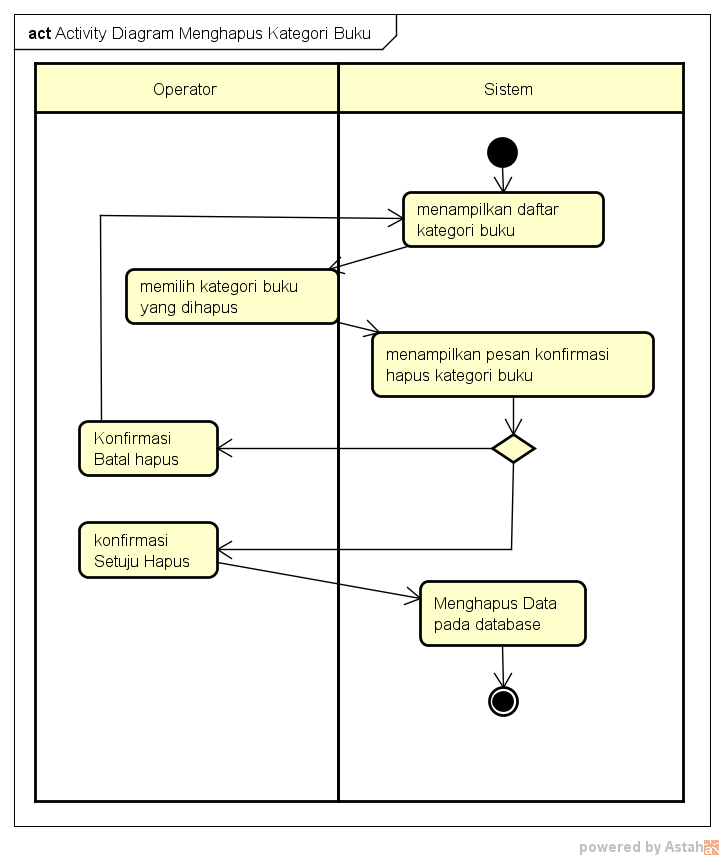 act Activity Diagram Menghapus Kategori Buku
Operator
Sistem
menampilkan daftar
kategori buku
memilih kategori buku
yang dihapus
menampilkan pesan konfirmasi
hapus kategori buku
Konfirmasi
Batal hapus
konfirmasi
Setuju Hapus
Menghapus Data
pada database
powered by Astah